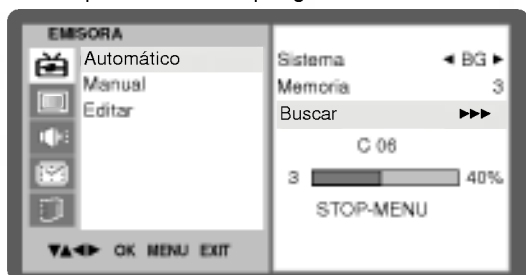 EMISORA
Automático
Manual
Editar
▼▲◀▶ OK MENU EXIT
Sistema ◀ BG ▶
Memoria 3
Buscar ▶▶▶
C 06
3 40%
STOP-MENU